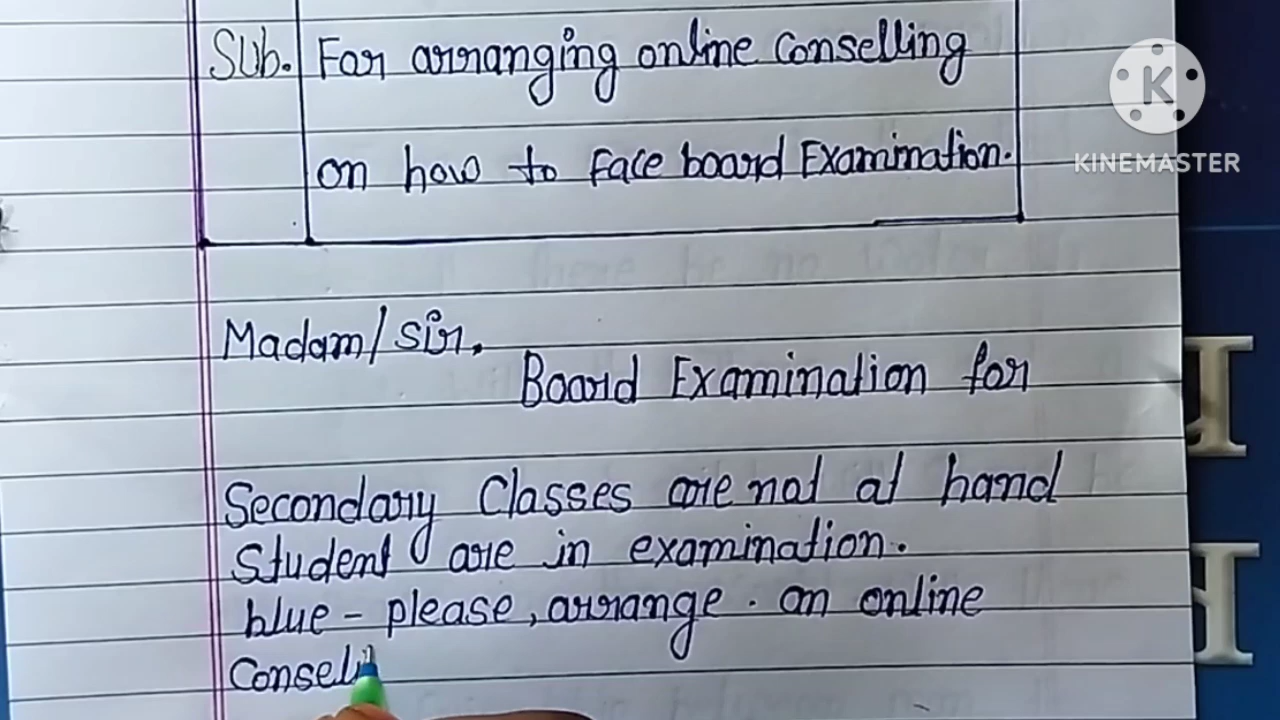 Sub. For arranging online Conselling
on how to face board Examination.
K
KINEMASTER
Madam/Sir.
Board Examination for
Secondary Classes are not at hand
Student are in examination.
blue - please, arrange. on online
Conseli